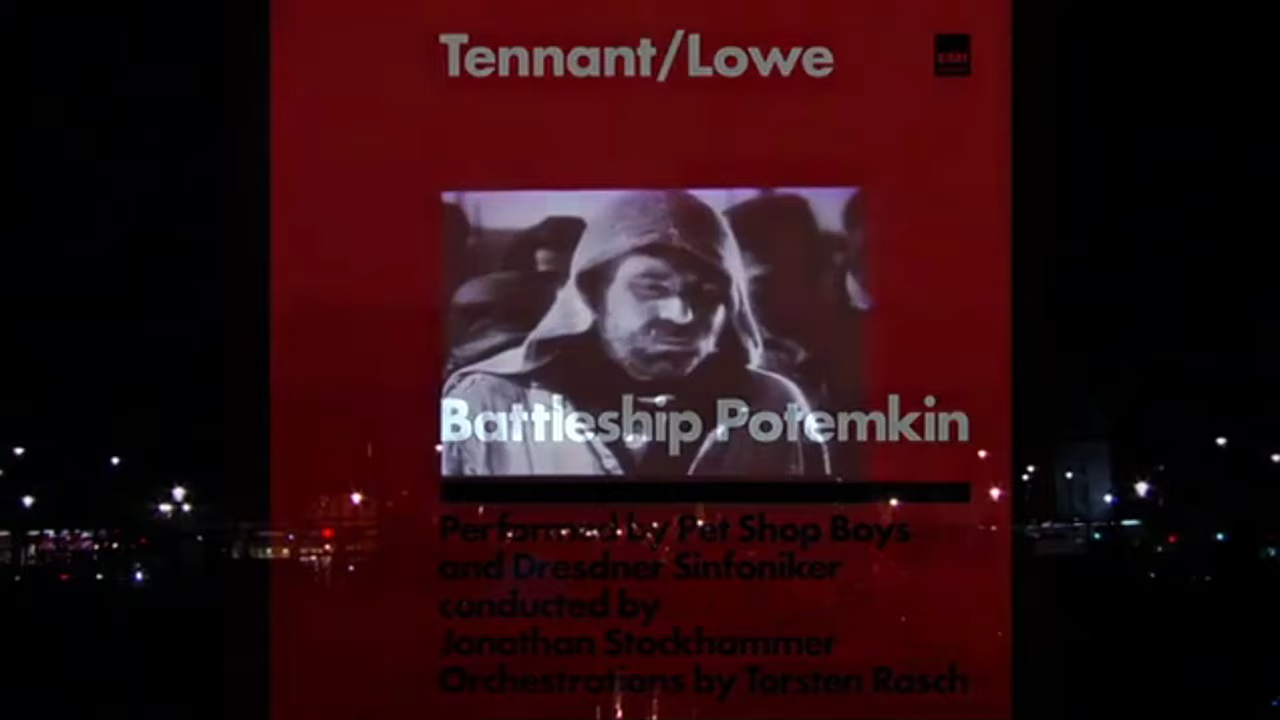 Tennant/Lowe
Battleship Potemkin
Performed by Pet Shop Boys
and Dresdner Sinfoniker
conducted by
Jonathan Stockhammer
Orchestrations by Torsten Rasch